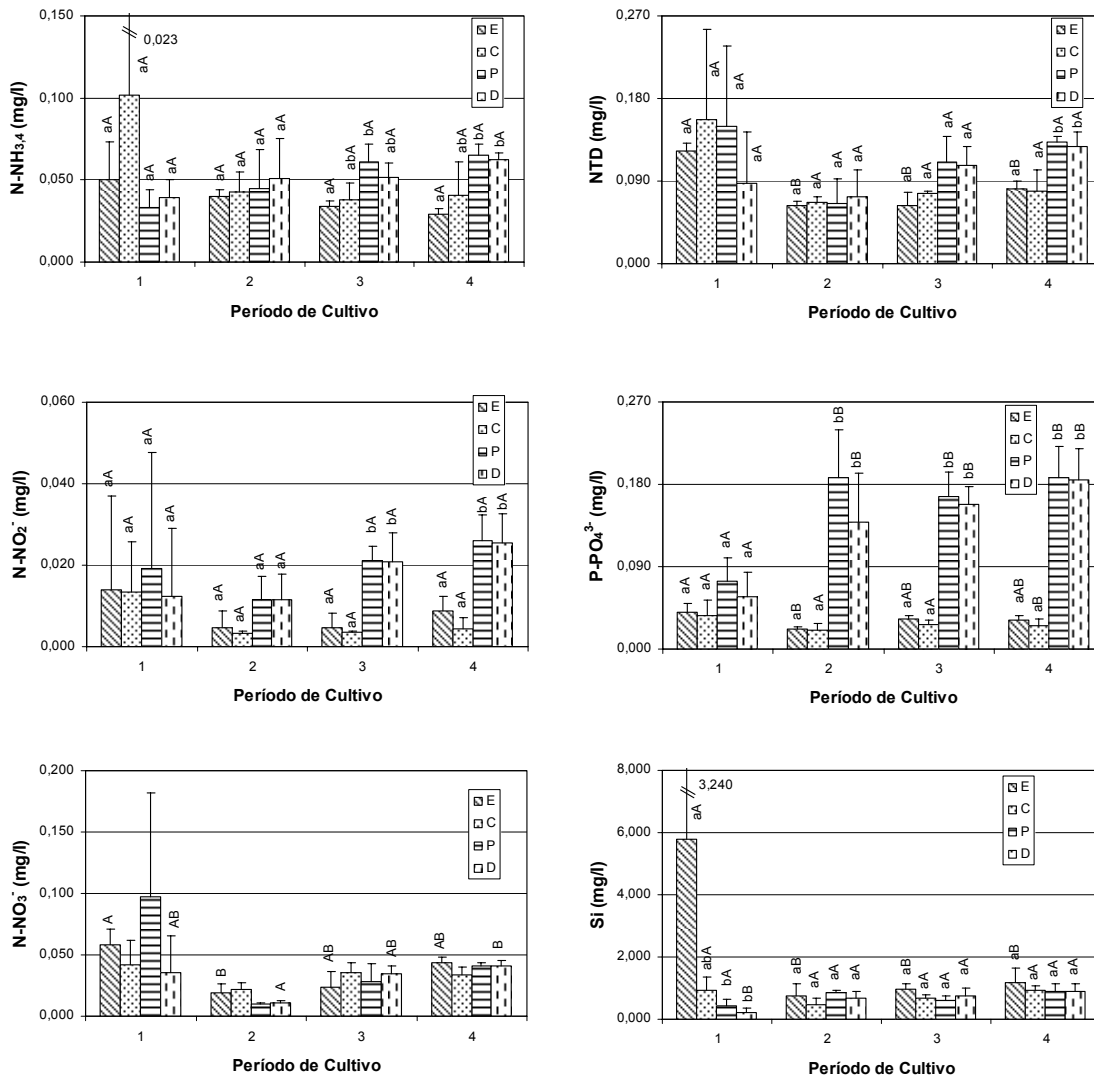 N-NH3,4 (mg/l)
0,150
0,100
0,050
0,000
0,023
aA
aA
aA
aA
aA
aA
aA
aA
aA
abA
bA
abA
aA
aA
bA
bA
E
C
P
D
1
2
3
4
Período de Cultivo
NTD (mg/l)
0,270
0,180
0,090
0,000
aA
aA
aA
aA
aB
aA
aA
aA
aB
aA
aA
aA
aB
aA
bA
bA
E
C
P
D
1
2
3
4
Período de Cultivo
N-NO2- (mg/l)
0,060
0,040
0,020
0,000
aA
aA
aA
aA
aA
aA
aA
aA
aA
aA
bA
bA
aA
aA
bA
bA
E
C
P
D
1
2
3
4
Período de Cultivo
P-PO4 3- (mg/l)
0,270
0,180
0,090
0,000
aA
aA
aA
aA
aB
aA
bB
bB
aAB
aA
bB
bB
aAB
aB
bB
bB
E
C
P
D
1
2
3
4
Período de Cultivo
N-NO3- (mg/l)
0,200
0,150
0,100
0,050
0,000
A
AB
B
A
AB
AB
AB
B
E
C
P
D
1
2
3
4
Período de Cultivo
Si (mg/l)
8,000
6,000
4,000
2,000
0,000
3,240
aA
abA
bA
bB
aB
aA
aA
aA
aB
aA
aA
aA
aB
aA
aA
aA
E
C
P
D
1
2
3
4
Período de Cultivo